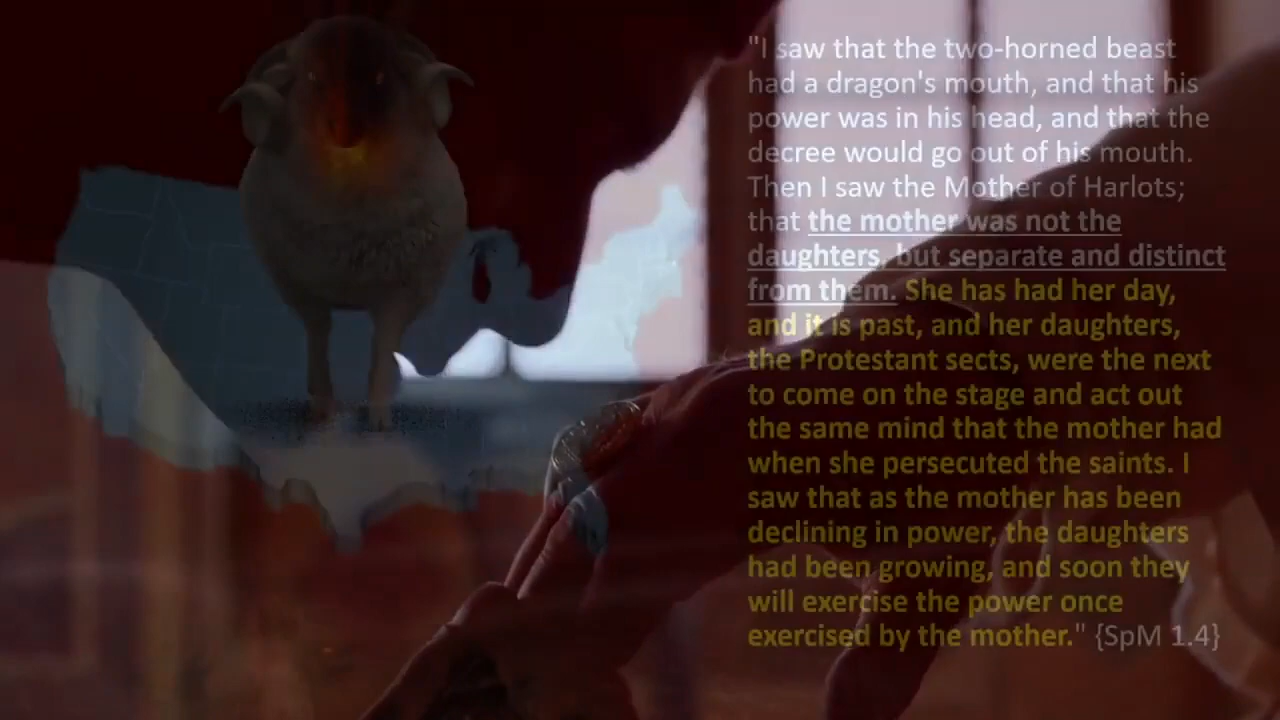 "I saw that the two-horned beast
had a dragon's mouth, and that his
power was in his head, and that the
decree would go out of his mouth.
Then I saw the Mother of Harlots;
that the mother was not the
daughters, but separate and distinct
from them. She has had her day,
and it is past, and her daughters,
the Protestant sects, were the next
to come on the stage and act out
the same mind that the mother had
when she persecuted the saints. I
saw that as the mother has been
declining in power, the daughters
had been growing, and soon they
will exercise the power once
exercised by the mother." {SpM 1.4}